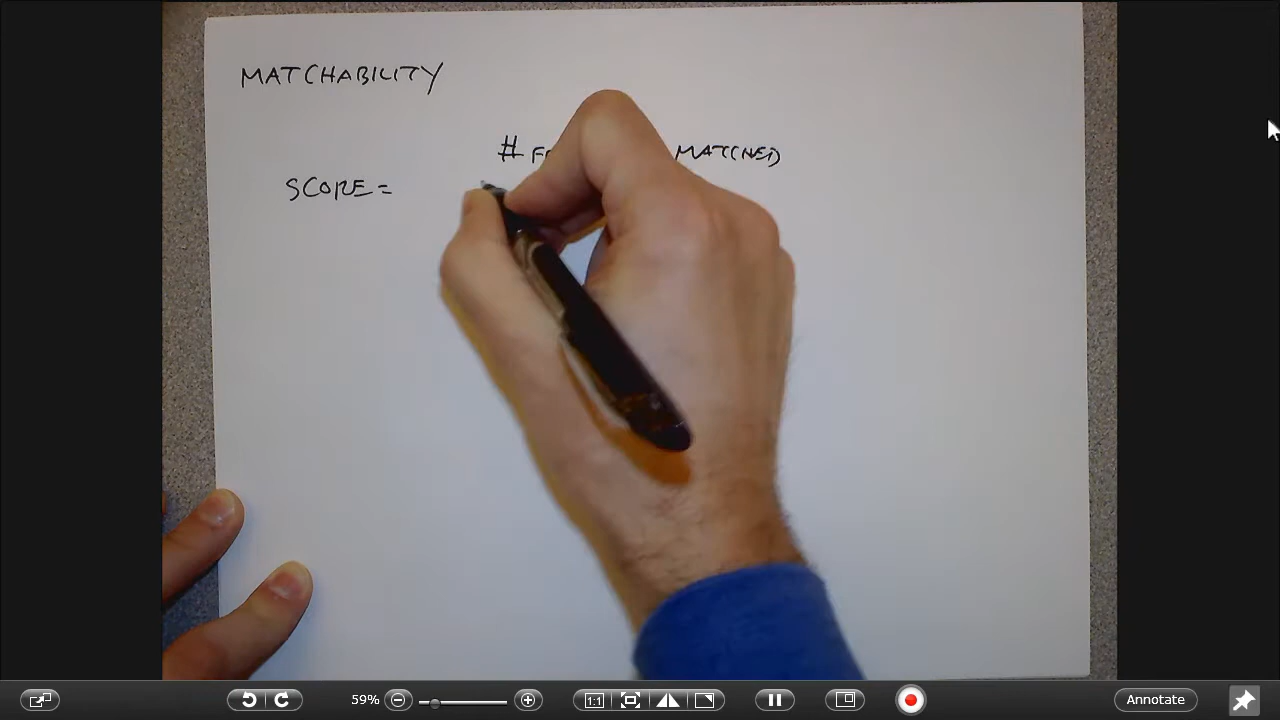 MATCHABILITY
# MATCHED
SCORE=
59%
1:1
Annotate